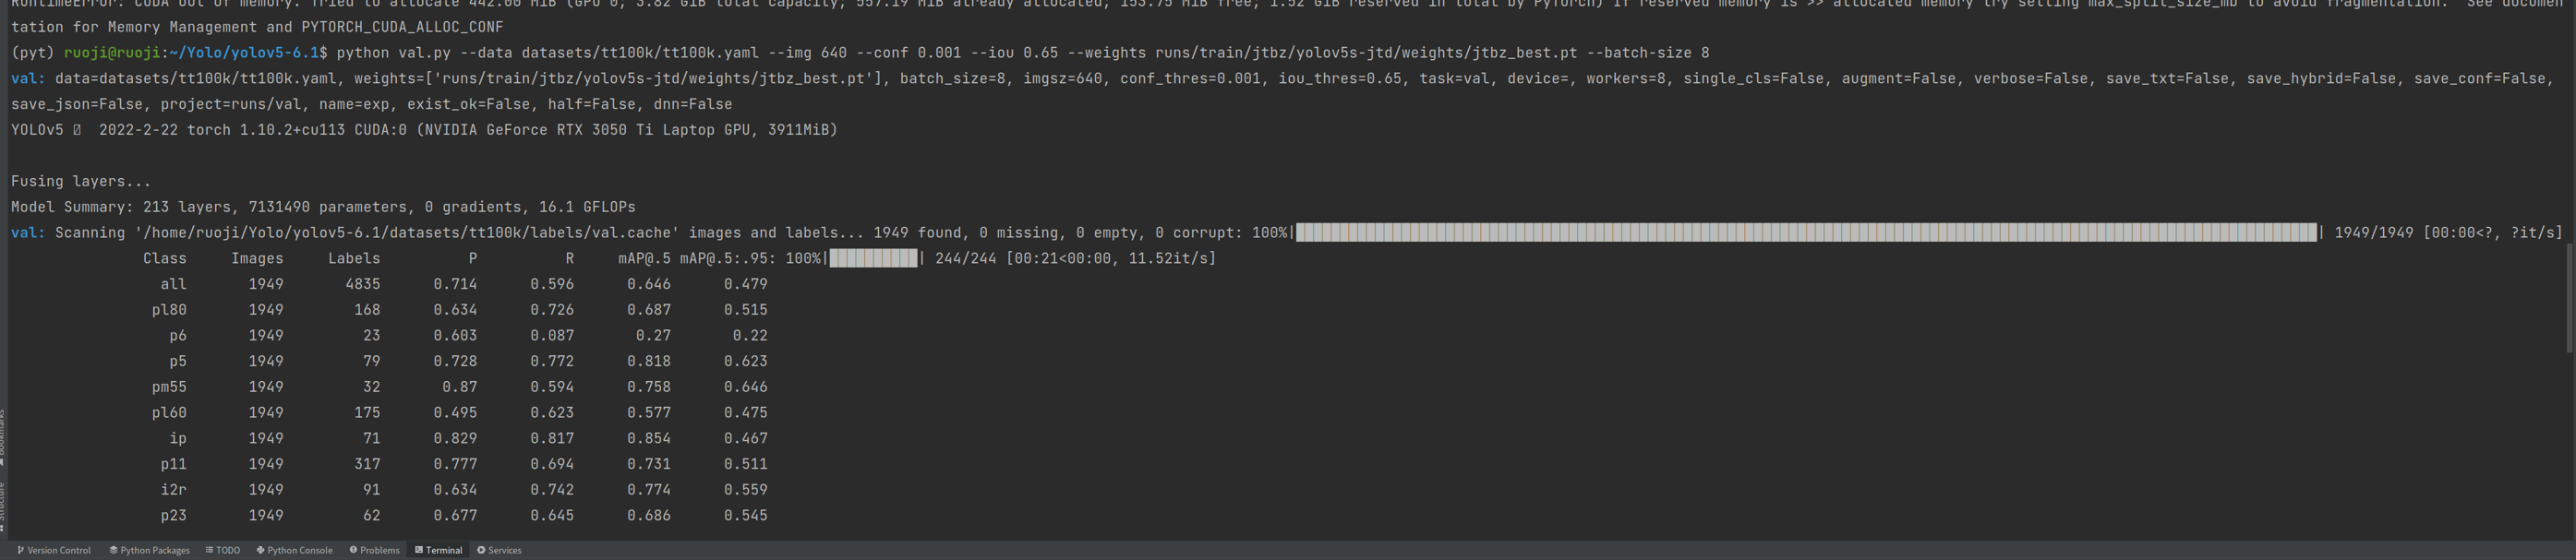 RuntimeError: CUDA out of memory. Tried to allocate 442.00 MiB (GPU 0; 3.82 GiB total capacity; 557.19 MiB already allocated; 153.75 MiB free; 1.52 GiB reserved in total by PyTorch) If reserved memory is >> allocated memory try setting max_split_size_mb to avoid fragmentation.  See documen
tation for Memory Management and PYTORCH_CUDA_ALLOC_CONF
(pyt) ruoji@ruoji:~/Yolo/yolov5-6.1$ python val.py --data datasets/tt100k/tt100k.yaml --img 640 --conf 0.001 --iou 0.65 --weights runs/train/jtbz/yolov5s-jtd/weights/jtbz_best.pt --batch-size 8
val: data=datasets/tt100k/tt100k.yaml, weights=['runs/train/jtbz/yolov5s-jtd/weights/jtbz_best.pt'], batch_size=8, imgsz=640, conf_thres=0.001, iou_thres=0.65, task=val, device=, workers=8, single_cls=False, augment=False, verbose=False, save_txt=False, save_hybrid=False, save_conf=False,
save_json=False, project=runs/val, name=exp, exist_ok=False, half=False, dnn=False
YOLOv5 2022-2-22 torch 1.10.2+cu113 CUDA:0 (NVIDIA GeForce RTX 3050 Ti Laptop GPU, 3911MiB)
Fusing layers...
Model Summary: 213 layers, 7131490 parameters, 0 gradients, 16.1 GFLOPs
val: Scanning '/home/ruoji/Yolo/yolov5-6.1/datasets/tt100k/labels/val.cache' images and labels... 1949 found, 0 missing, 0 empty, 0 corrupt: 100%| | 1949/1949 [00:00<?, ?it/s]
Class Images Labels P R mAP@.5 mAP@.5:.95: 100%| | 244/244 [00:21<00:00, 11.52it/s]
all 1949 4835 0.714 0.596 0.646 0.479
pl80 1949 168 0.634 0.726 0.687 0.515
p6 1949 23 0.603 0.087 0.27 0.22
p5 1949 79 0.728 0.772 0.818 0.623
pm55 1949 32 0.87 0.594 0.758 0.646
pl60 1949 175 0.495 0.623 0.577 0.475
ip 1949 71 0.829 0.817 0.854 0.467
p11 1949 317 0.777 0.694 0.731 0.511
i2r 1949 91 0.634 0.742 0.774 0.559
p23 1949 62 0.677 0.645 0.686 0.545
Structure
Version Control Python Packages TODO Python Console Problems Terminal Services